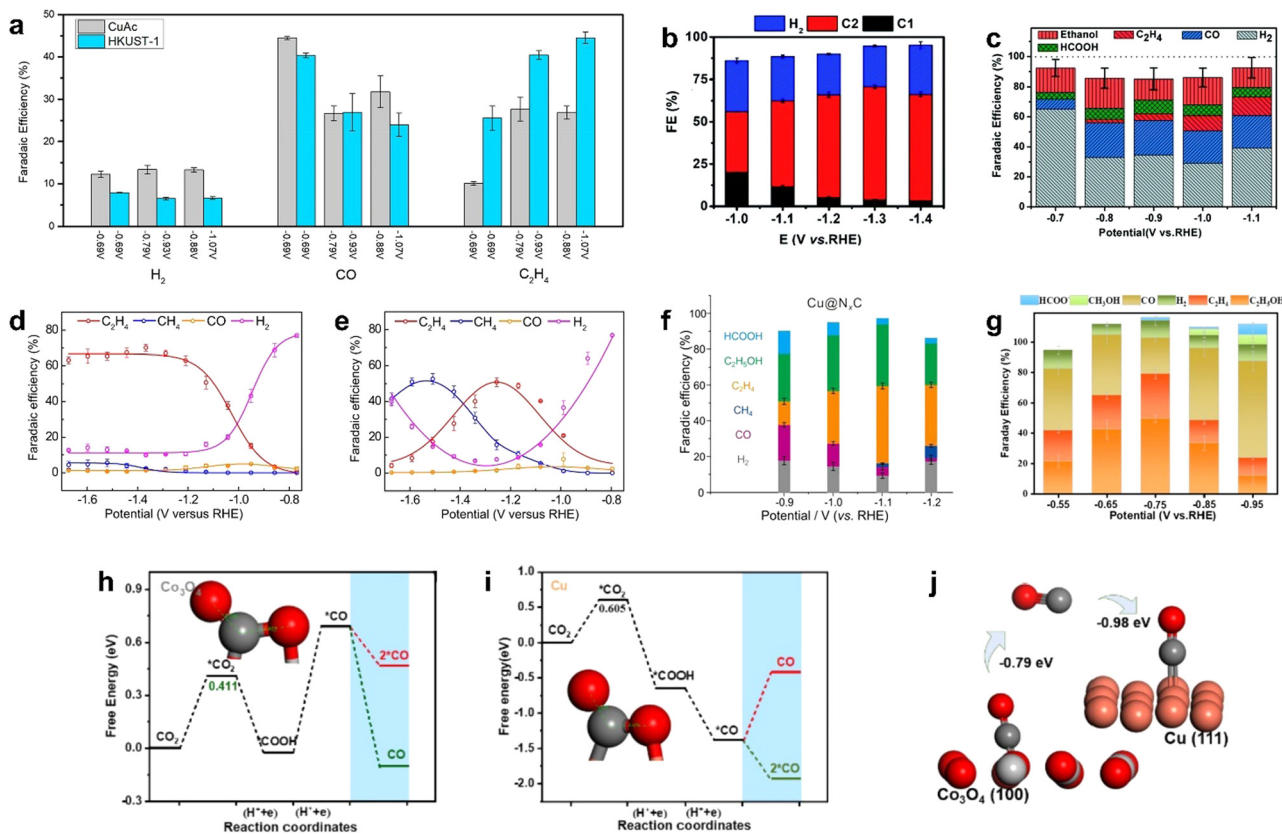 a
CuAc
HKUST-1
Faradaic Efficiency (%)
50
40
30
20
10
0
-0.69V -0.69V -0.79V -0.93V -0.88V -1.07V
-0.69V -0.69V -0.79V -0.93V -0.88V -1.07V
-0.69V -0.69V -0.79V -0.93V -0.88V -1.07V
H2 CO C2H4
b
H2 C2 C1
FE (%)
100
75
50
25
0
-1.0 -1.1 -1.2 -1.3 -1.4
E (V vs.RHE)
c
Ethanol C2H4 CO H2
HCOOH
Faradaic Efficiency (%)
100
80
60
40
20
0
-0.7 -0.8 -0.9 -1.0 -1.1
Potential(V vs.RHE)
d
C2H4 CH4 CO H2
Faradaic efficiency (%)
80
60
40
20
0
-1.6 -1.4 -1.2 -1.0 -0.8
Potential (V versus RHE)
e
C2H4 CH4 CO H2
Faradaic efficiency (%)
80
60
40
20
0
-1.6 -1.4 -1.2 -1.0 -0.8
Potential (V versus RHE)
f
Cu@NxC
HCOOH
C2H5OH
C2H4
CH4
CO
H2
Faradic efficiency (%)
100
80
60
40
20
0
-0.9 -1.0 -1.1 -1.2
Potential / V (vs. RHE)
g
HCOO CH3OH CO H2 C2H4 C2H5OH
Faraday Efficiency (%)
100
80
60
40
20
0
-0.55 -0.65 -0.75 -0.85 -0.95
Potential (V vs.RHE)
h
Co3O4
Free Energy (eV)
0.9
0.6
0.3
0.0
-0.3
CO2
*CO2
0.411
*COOH
*CO
2*CO
CO
(H++e) (H++e)
Reaction coordinates
i
Cu
Free energy(eV)
1.0
0.5
0.0
-0.5
-1.0
-1.5
-2.0
CO2
*CO2
0.605
*COOH
*CO
CO
2*CO
(H++e) (H++e)
Reaction coordinates
j
-0.98 eV
-0.79 eV
Cu (111)
Co3O4 (100)